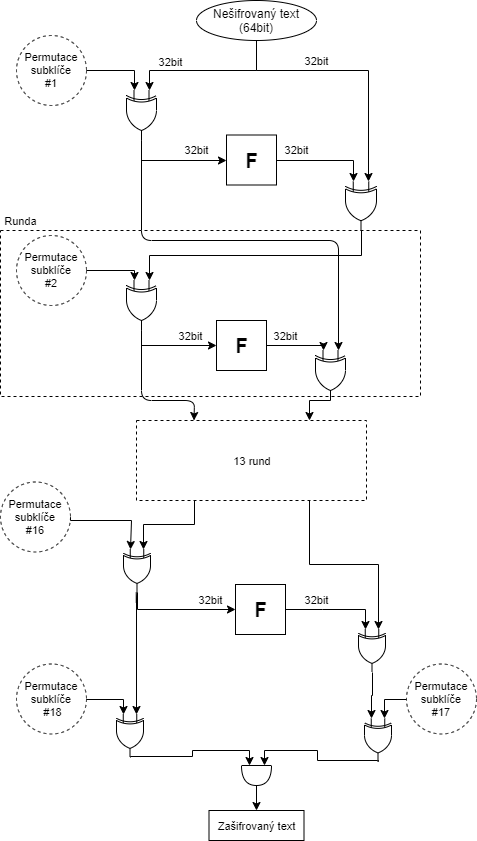 Nešifrovaný text
(64bit)
Permutace
subklíče
#1
32bit
32bit
32bit
F
32bit
Runda
Permutace
subklíče
#2
32bit
F
32bit
13 rund
Permutace
subklíče
#16
32bit
F
32bit
Permutace
subklíče
#18
Permutace
subklíče
#17
Zašifrovaný text